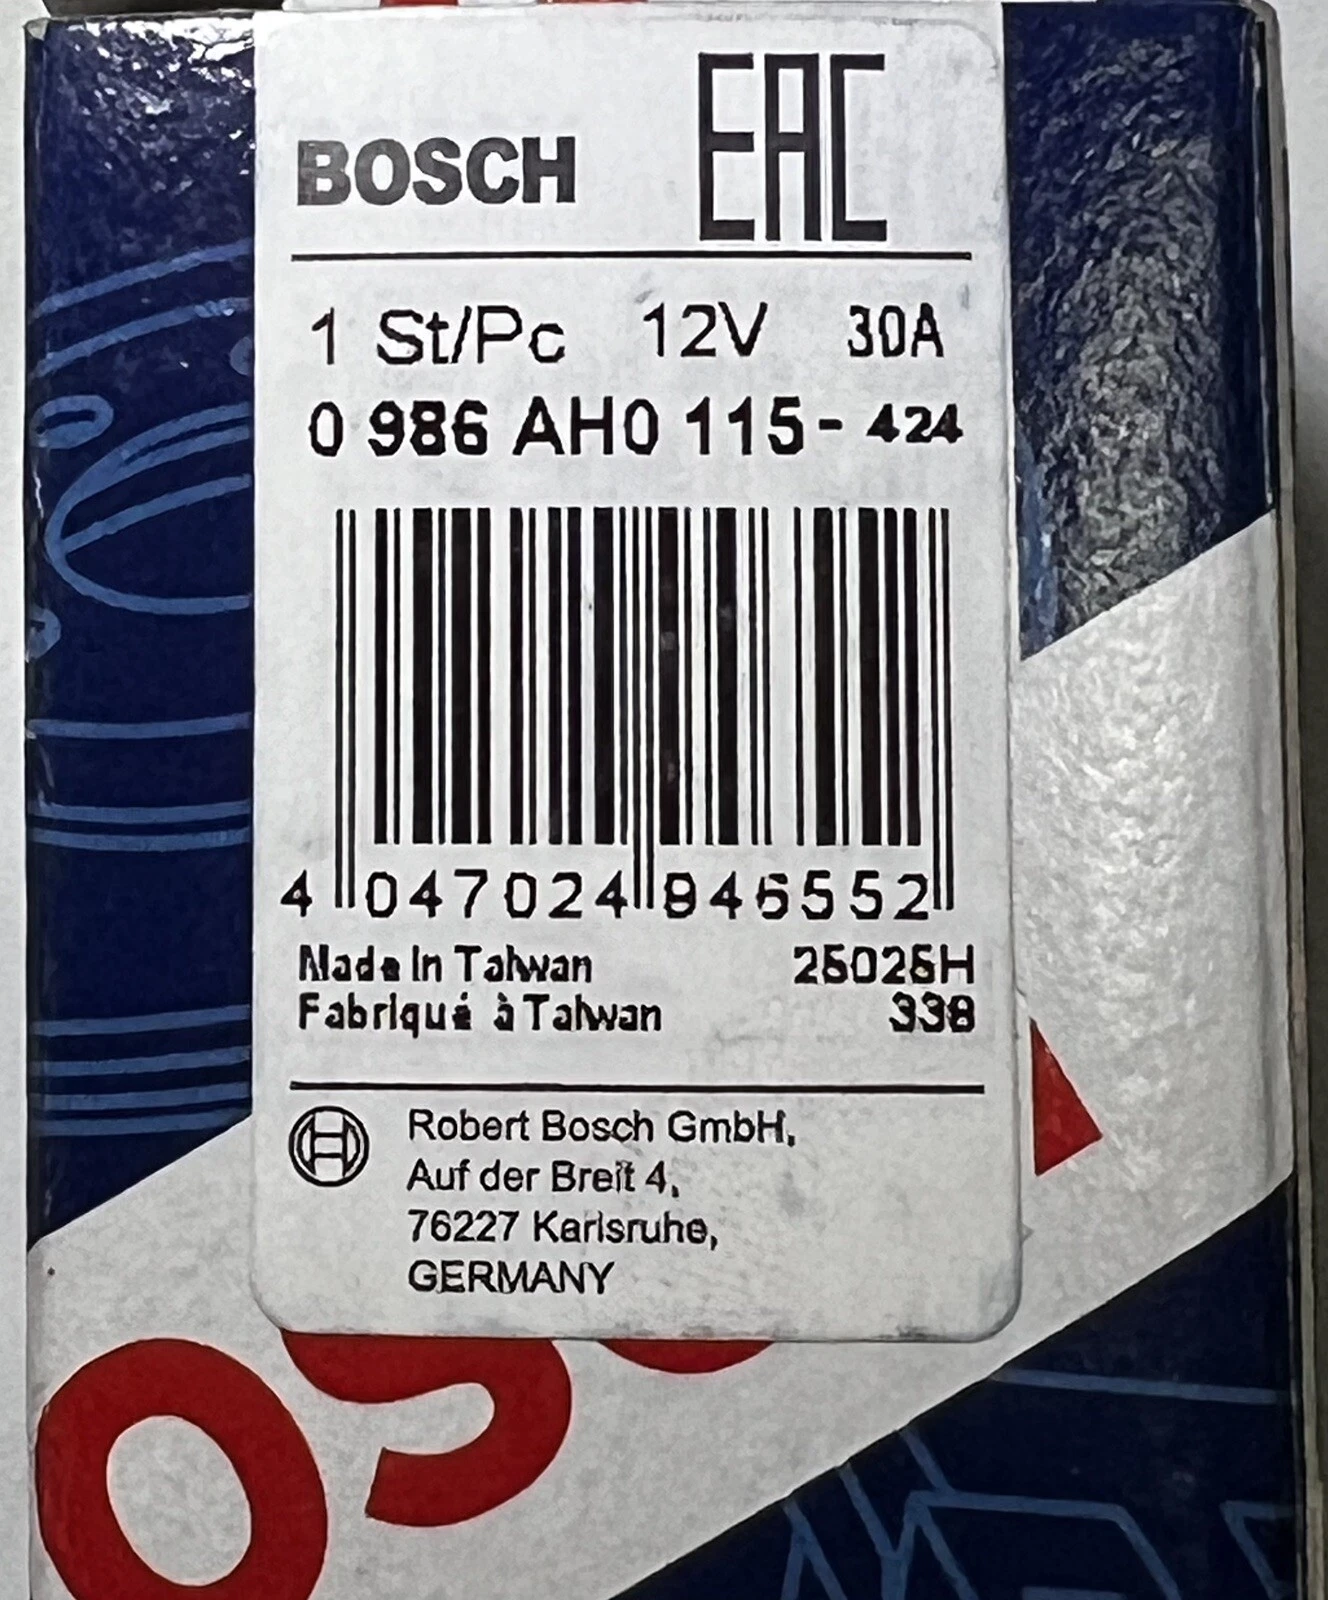 BOSCH EAC
1 St/Pc 12V 30A
0 986 AH0 115- 424
4 047024 846552
Made In Taiwan 25025H
Fabriqué à Taiwan 338
Robert Bosch GmbH,
Auf der Breit 4,
76227 Karlsruhe,
GERMANY